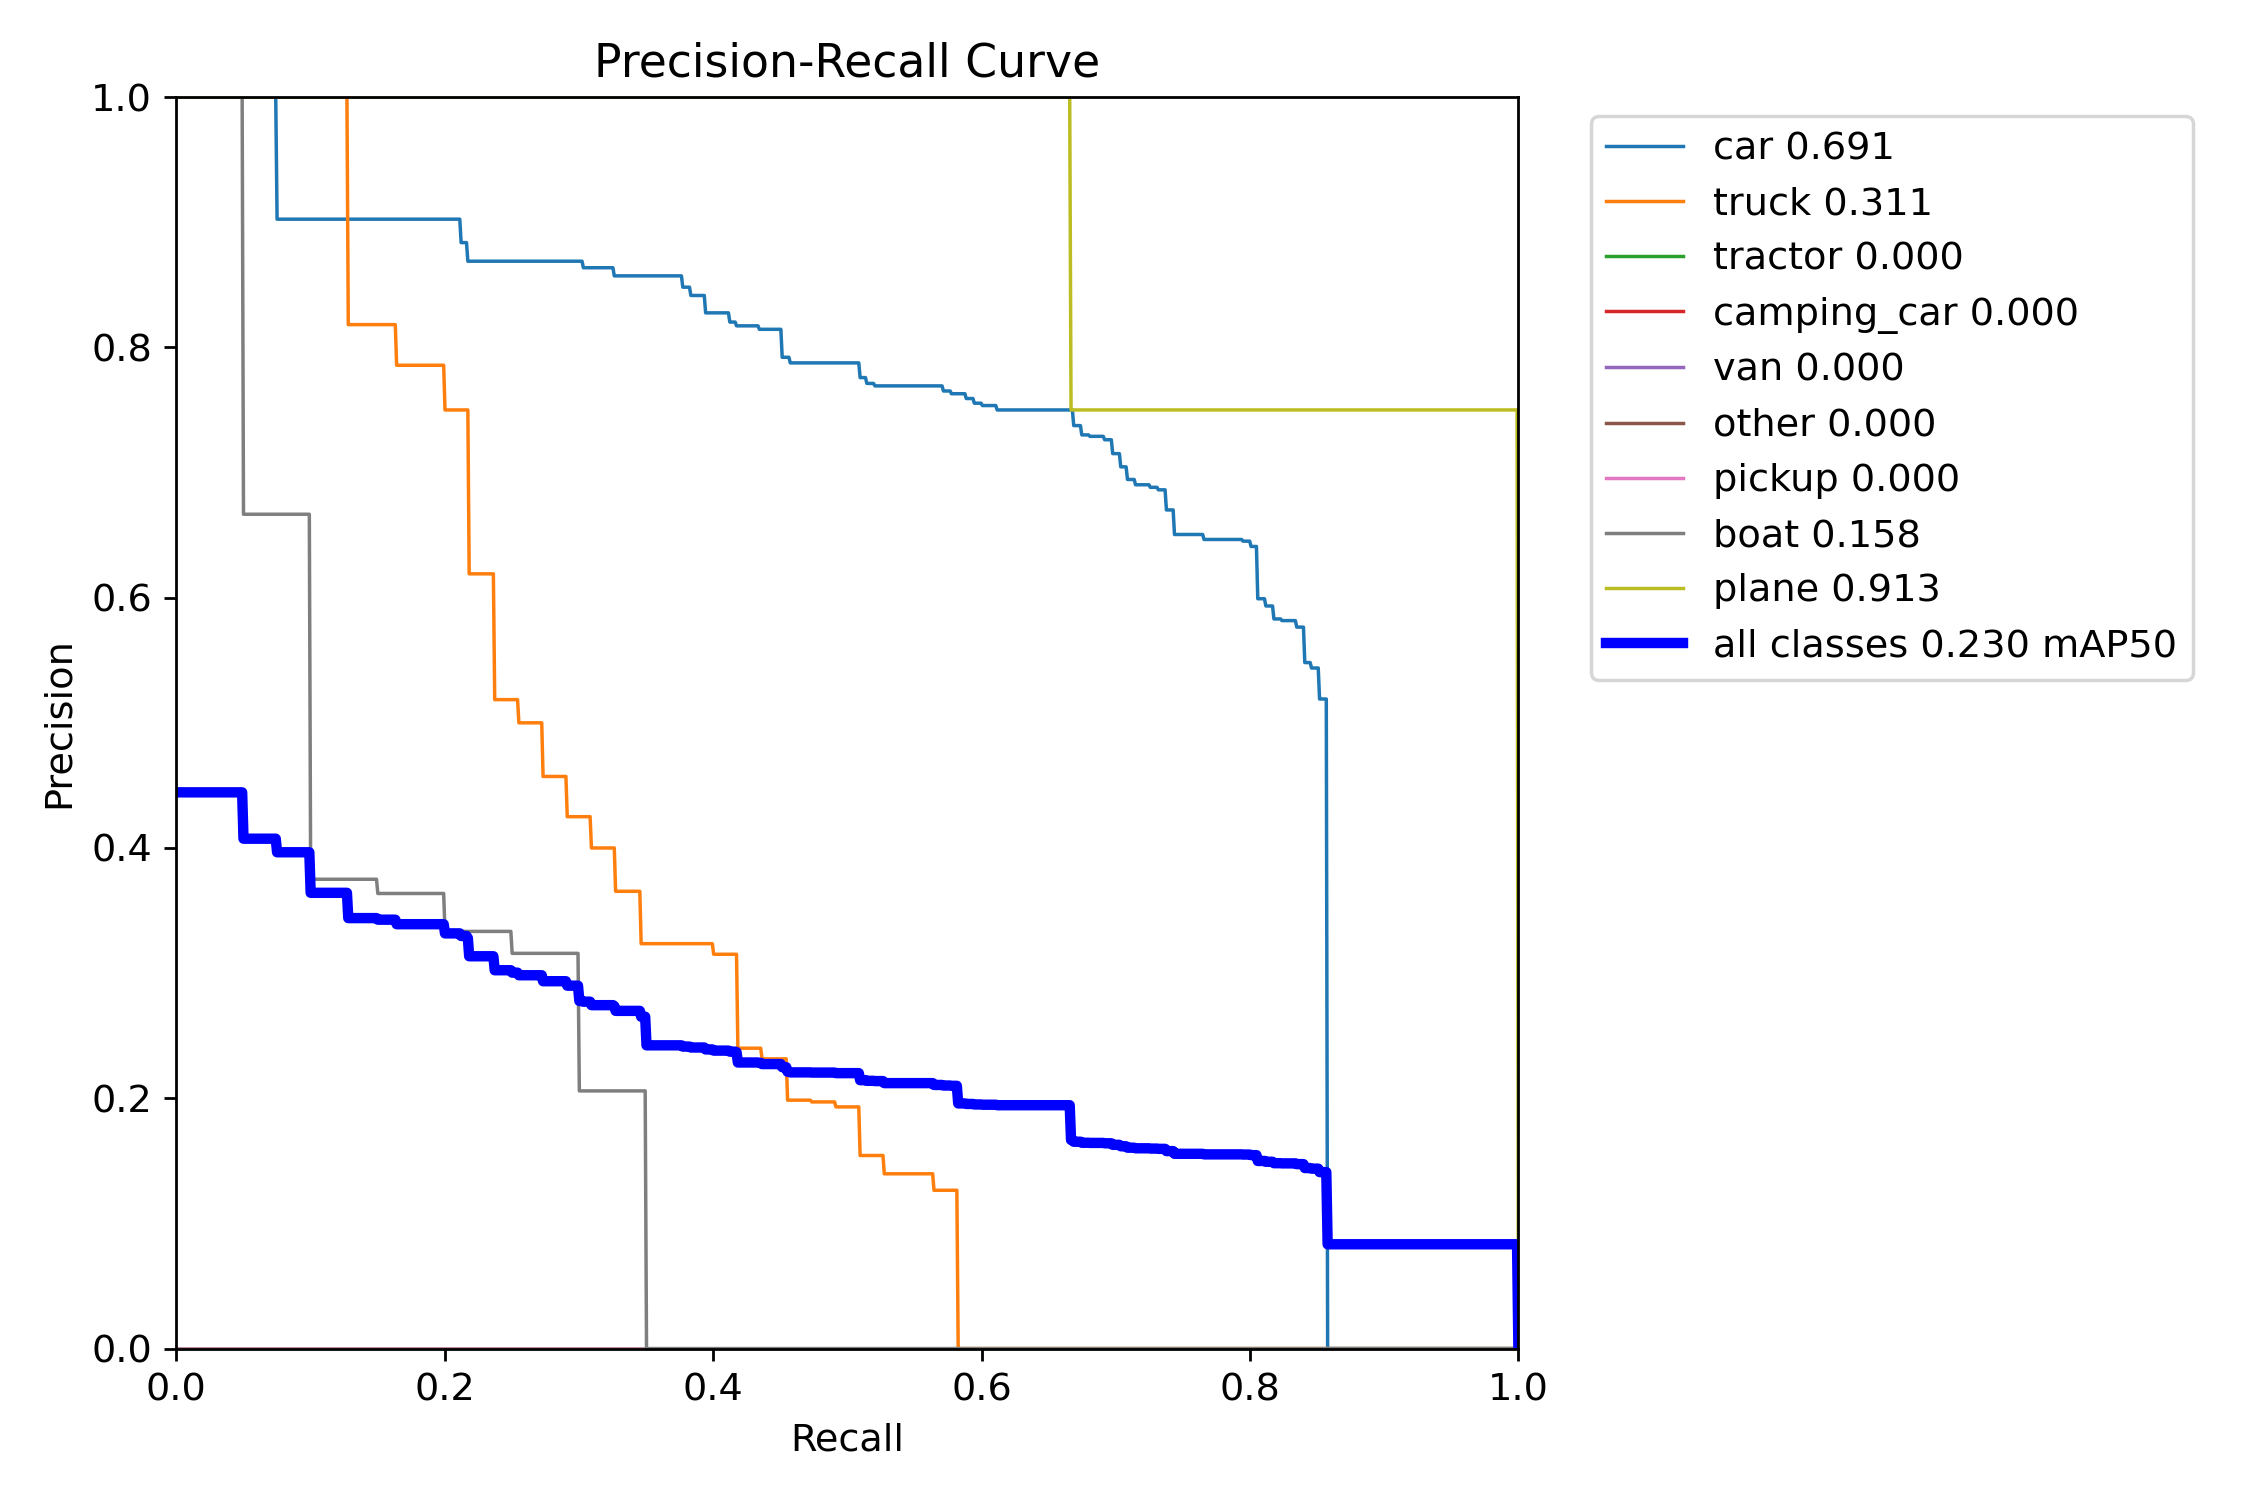 Precision-Recall Curve
1.0
0.8
0.6
0.4
0.2
0.0
Precision
0.0 0.2 0.4 0.6 0.8 1.0
Recall
car 0.691
truck 0.311
tractor 0.000
camping_car 0.000
van 0.000
other 0.000
pickup 0.000
boat 0.158
plane 0.913
all classes 0.230 mAP50